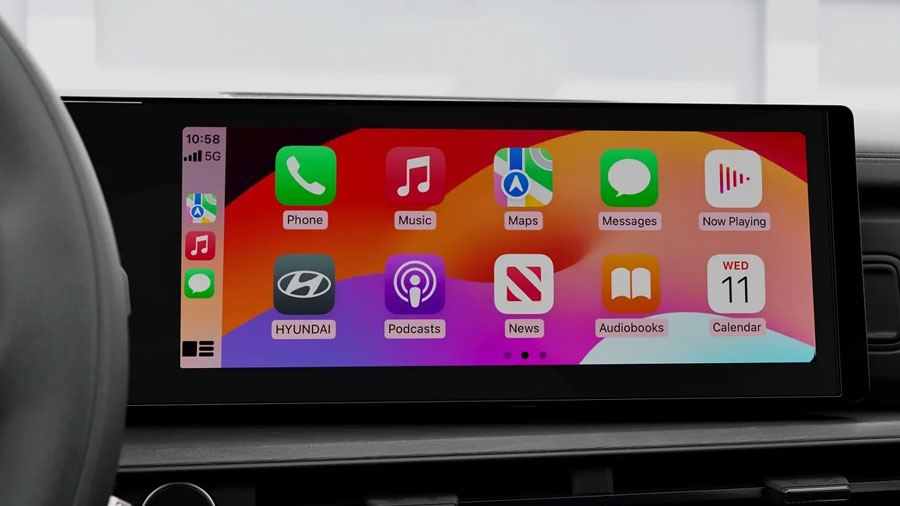 10:58
5G
Phone
Music
Maps
Messages
Now Playing
HYUNDAI
Podcasts
News
Audiobooks
WED
11
Calendar